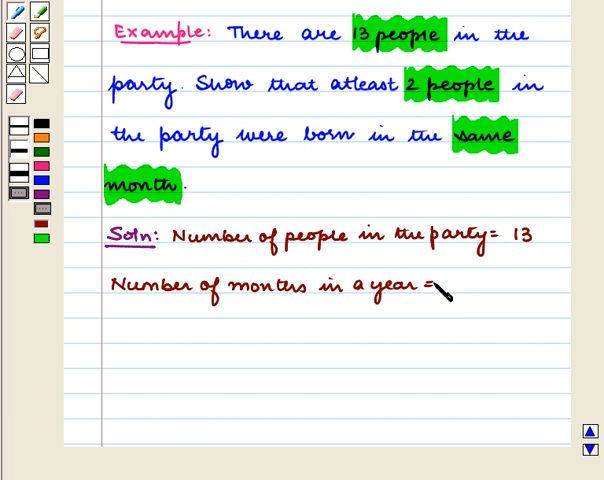 Example: There are 13 people in the
party. Show that atleast 2 people in
the party were born in the same
month.
Soln: Number of people in the party = 13
Number of months in a year =